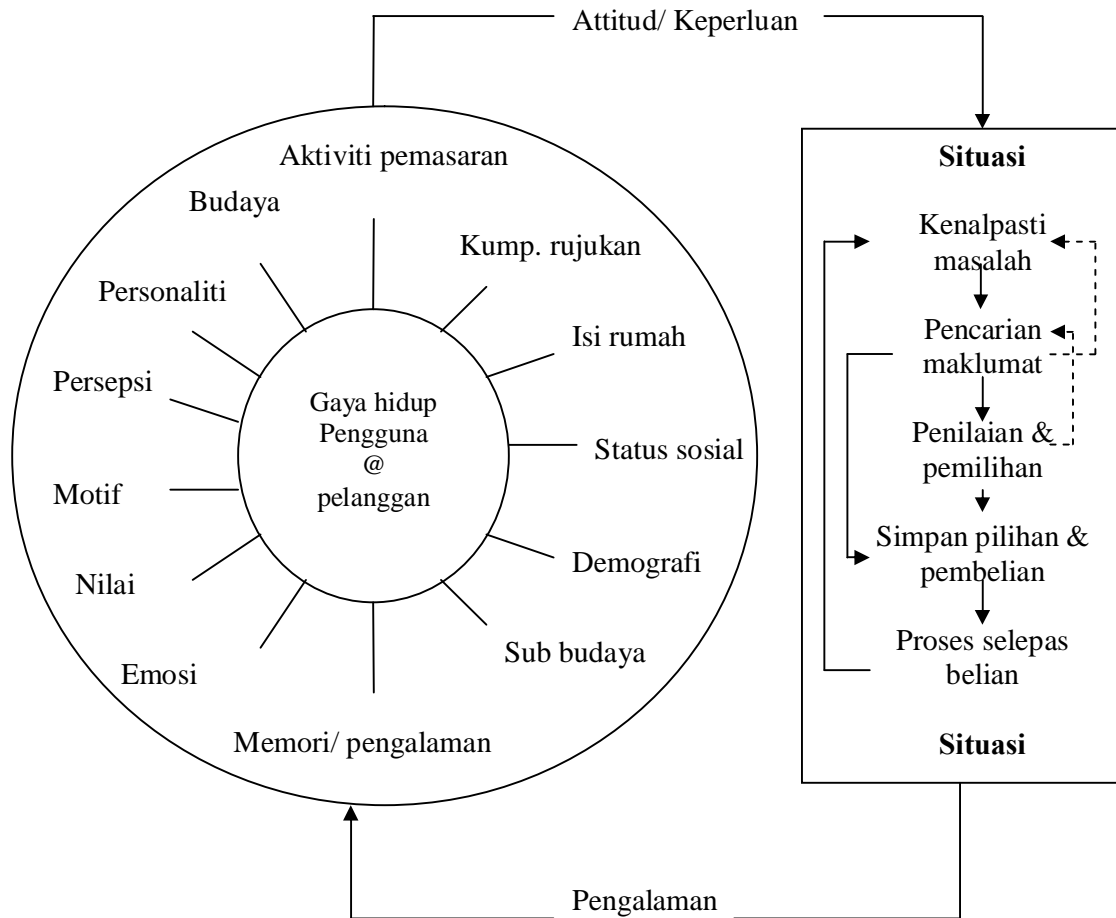 Attitud/ Keperluan
Aktiviti pemasaran
Budaya
Kump. rujukan
Personaliti
Isi rumah
Persepsi
Gaya hidup
Pengguna
@
pelanggan
Status sosial
Motif
Demografi
Nilai
Sub budaya
Emosi
Memori/ pengalaman
Situasi
Kenalpasti
masalah
Pencarian
maklumat
Penilaian &
pemilihan
Simpan pilihan &
pembelian
Proses selepas
belian
Situasi
Pengalaman